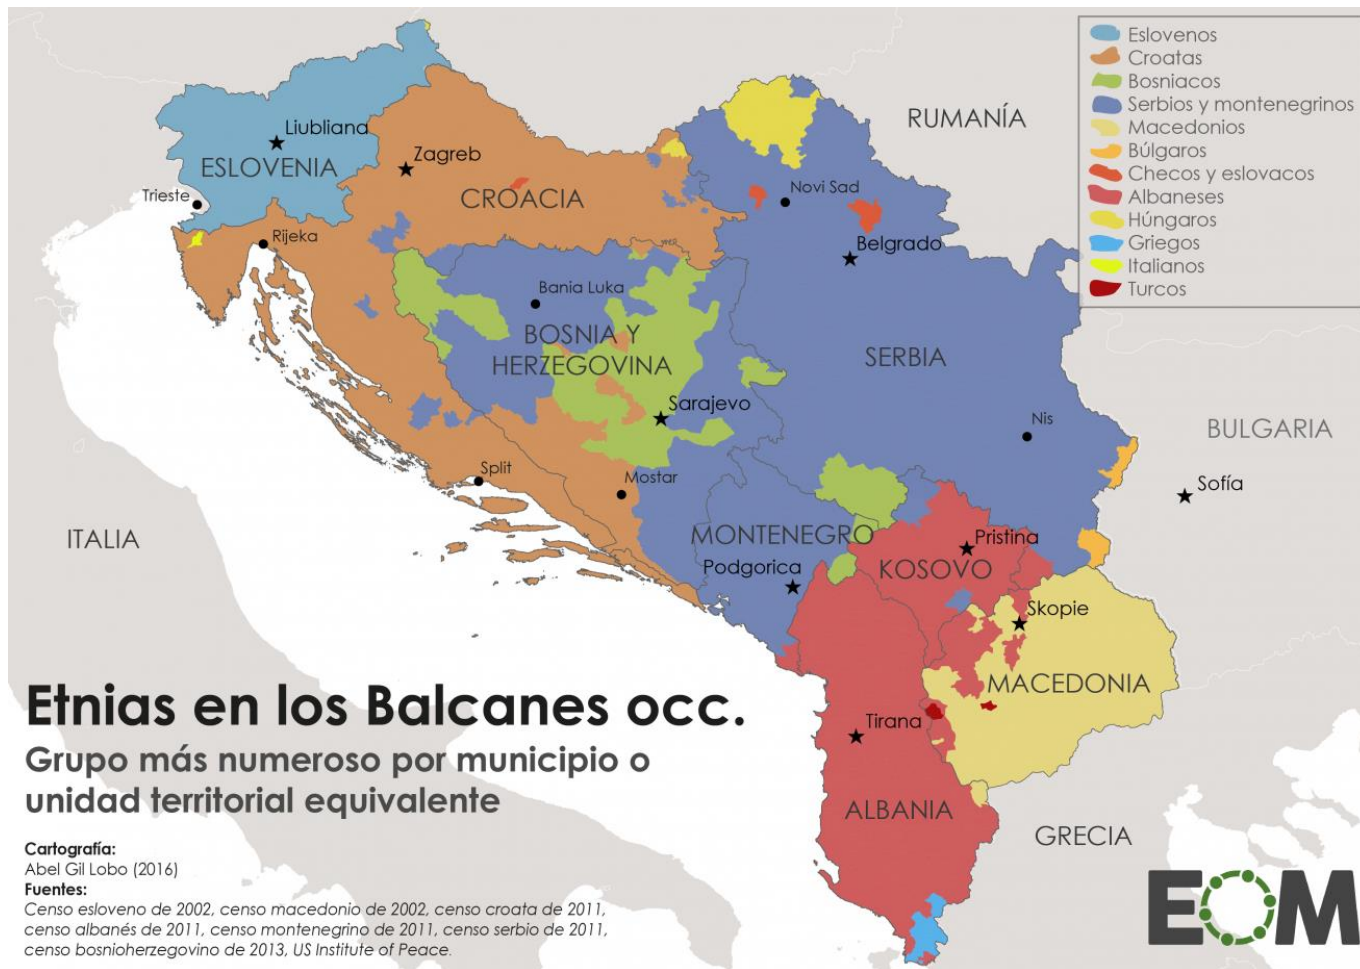 Eslovenos
Croatas
Bosniacos
Serbios y montenegrinos
Macedonios
Búlgaros
Checos y eslovacos
Albaneses
Húngaros
Griegos
Italianos
Turcos
RUMANÍA
Liubliana
ESLOVENIA
Zagreb
CROACIA
Trieste
Rijeka
Novi Sad
Belgrado
Bania Luka
BOSNIA Y
HERZEGOVINA
SERBIA
Sarajevo
Nis
BULGARIA
Sofía
Split
Mostar
ITALIA
MONTENEGRO
Podgorica
Pristina
KOSOVO
Skopie
MACEDONIA
Tirana
ALBANIA
GRECIA
Etnias en los Balcanes occ.
Grupo más numeroso por municipio o
unidad territorial equivalente
Cartografía:
Abel Gil Lobo (2016)
Fuentes:
Censo esloveno de 2002, censo macedonio de 2002, censo croata de 2011,
censo albanés de 2011, censo montenegrino de 2011, censo serbio de 2011,
censo bosnioherzegovino de 2013, US Institute of Peace.
EOM